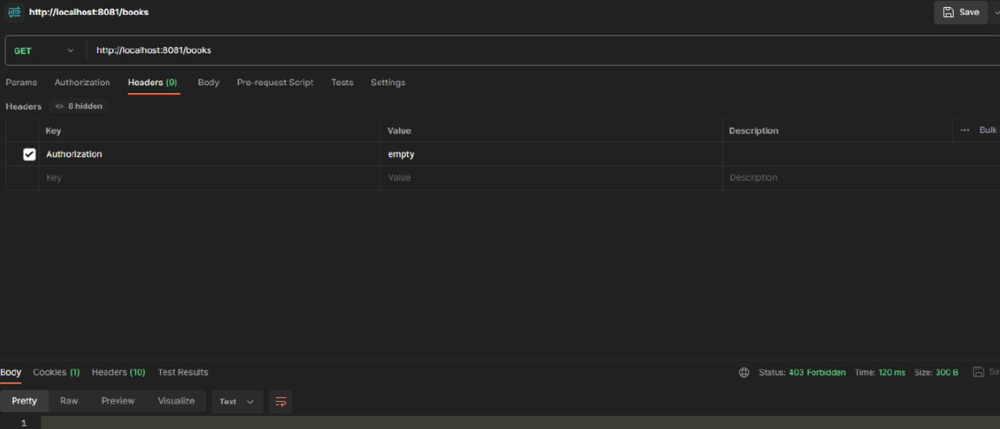 HTTP http://localhost:8081/books Save
GET http://localhost:8081/books
Params Authorization Headers (9) Body Pre-request Script Tests Settings
Headers 8 hidden
Key Value Description ··· Bulk
Authorization empty
Key Value Description
Body Cookies (1) Headers (10) Test Results Status: 403 Forbidden Time: 120 ms Size: 300 B Sa
Pretty Raw Preview Visualize Text
1